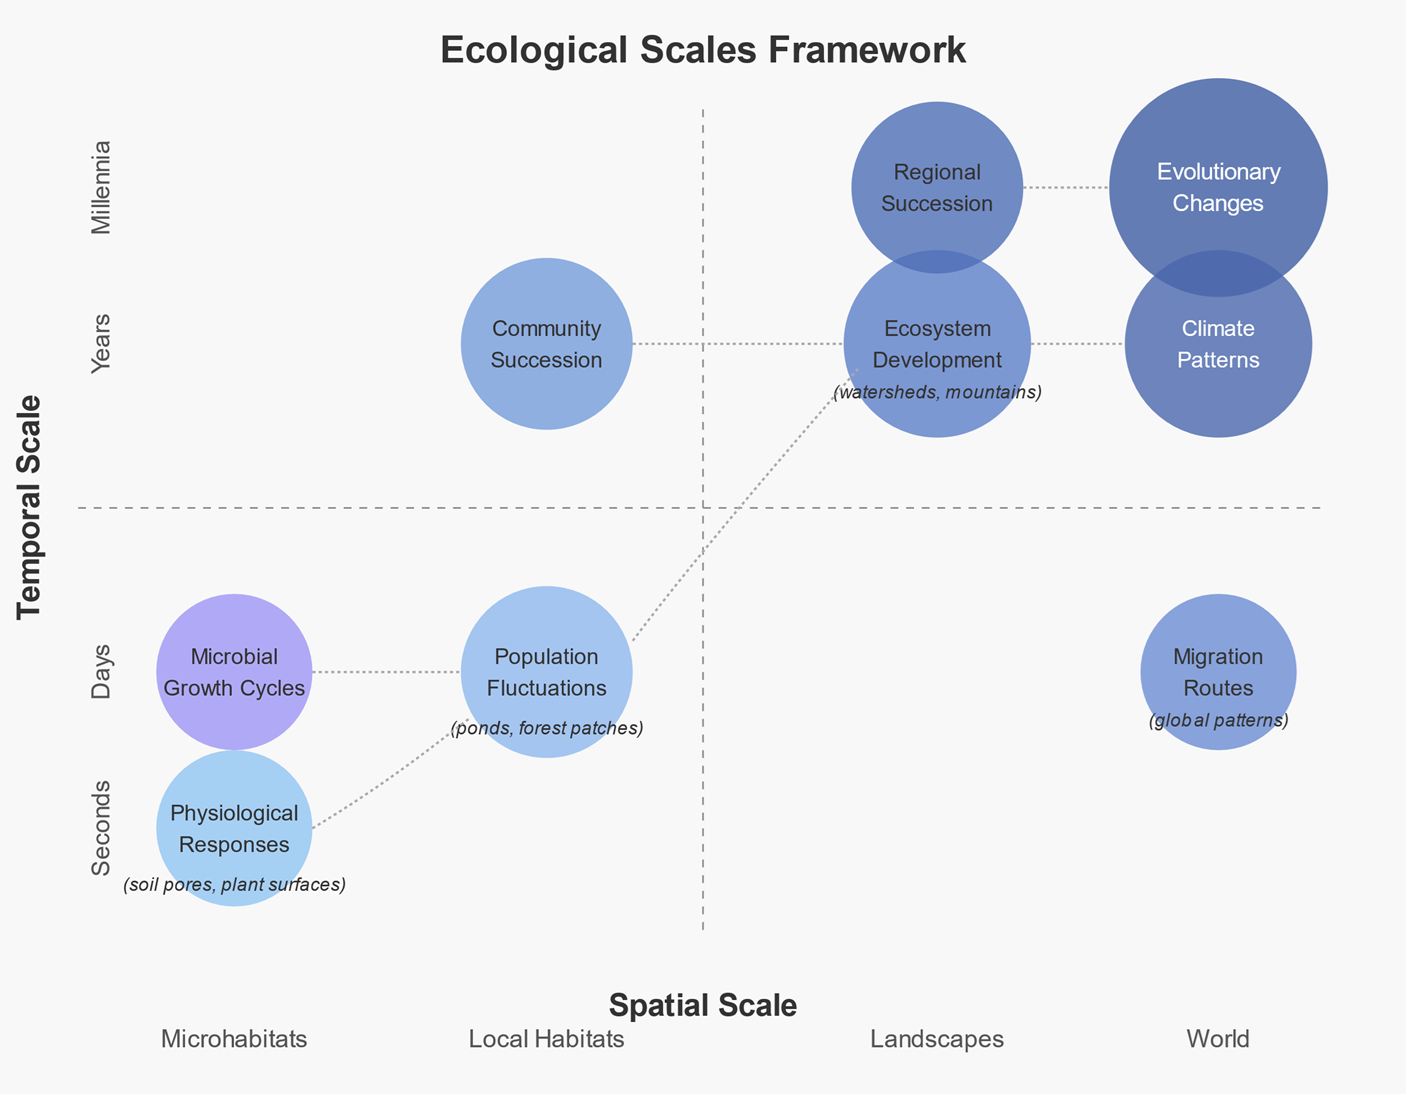 Ecological Scales Framework
Temporal Scale
Millennia
Years
Days
Seconds
Regional
Succession
Evolutionary
Changes
Community
Succession
Ecosystem
Development
(watersheds, mountains)
Climate
Patterns
Microbial
Growth Cycles
Population
Fluctuations
(ponds, forest patches)
Migration
Routes
(global patterns)
Physiological
Responses
(soil pores, plant surfaces)
Spatial Scale
Microhabitats
Local Habitats
Landscapes
World